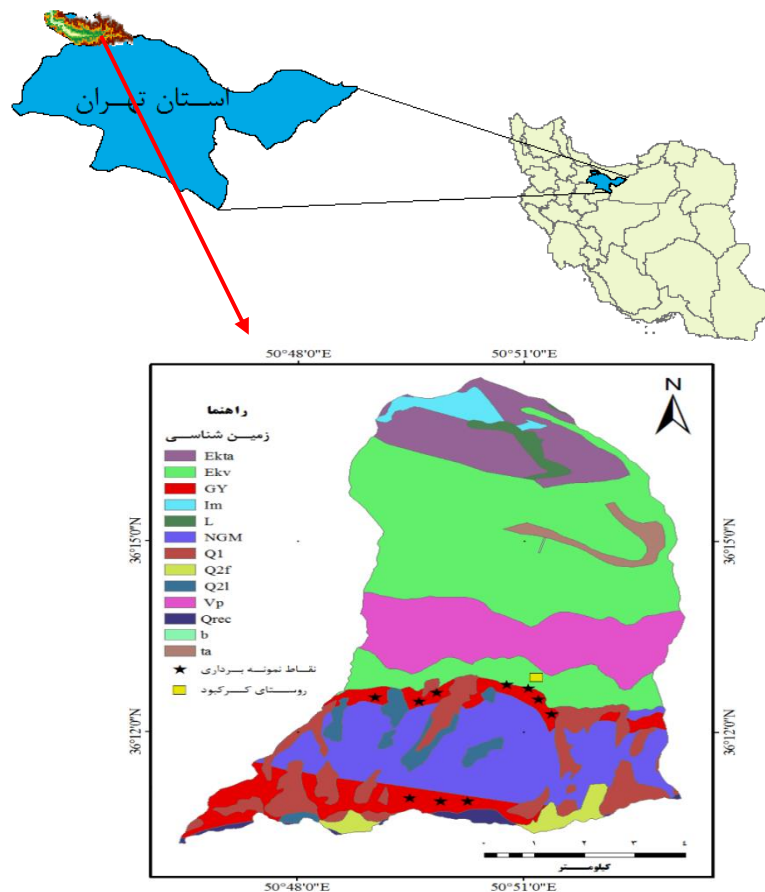 استان تهران
50°48'0"E
50°51'0"E
N
راهنما
زمین شناسی
Ekta
Ekv
GY
Im
L
NGM
Q1
Q2f
Q2l
Vp
Qrec
b
ta
نقاط نمونه برداری
روستای کرکبود
36°15'0"N
36°15'0"N
36°12'0"N
36°12'0"N
0 1 2 3 4
کیلومتر
50°48'0"E
50°51'0"E